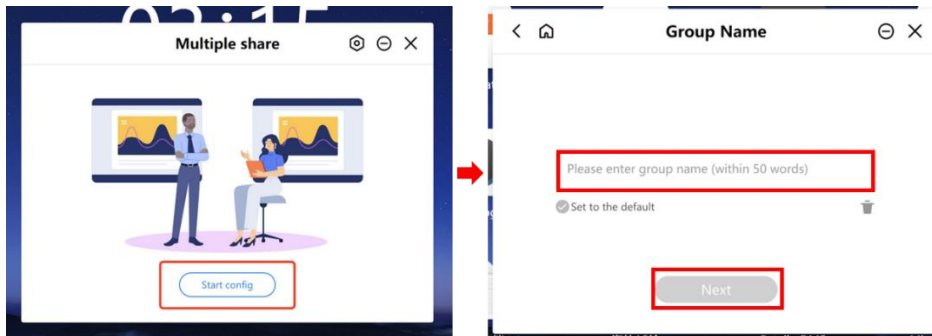 Multiple share
Start config
Group Name
Please enter group name (within 50 words)
Set to the default
Next